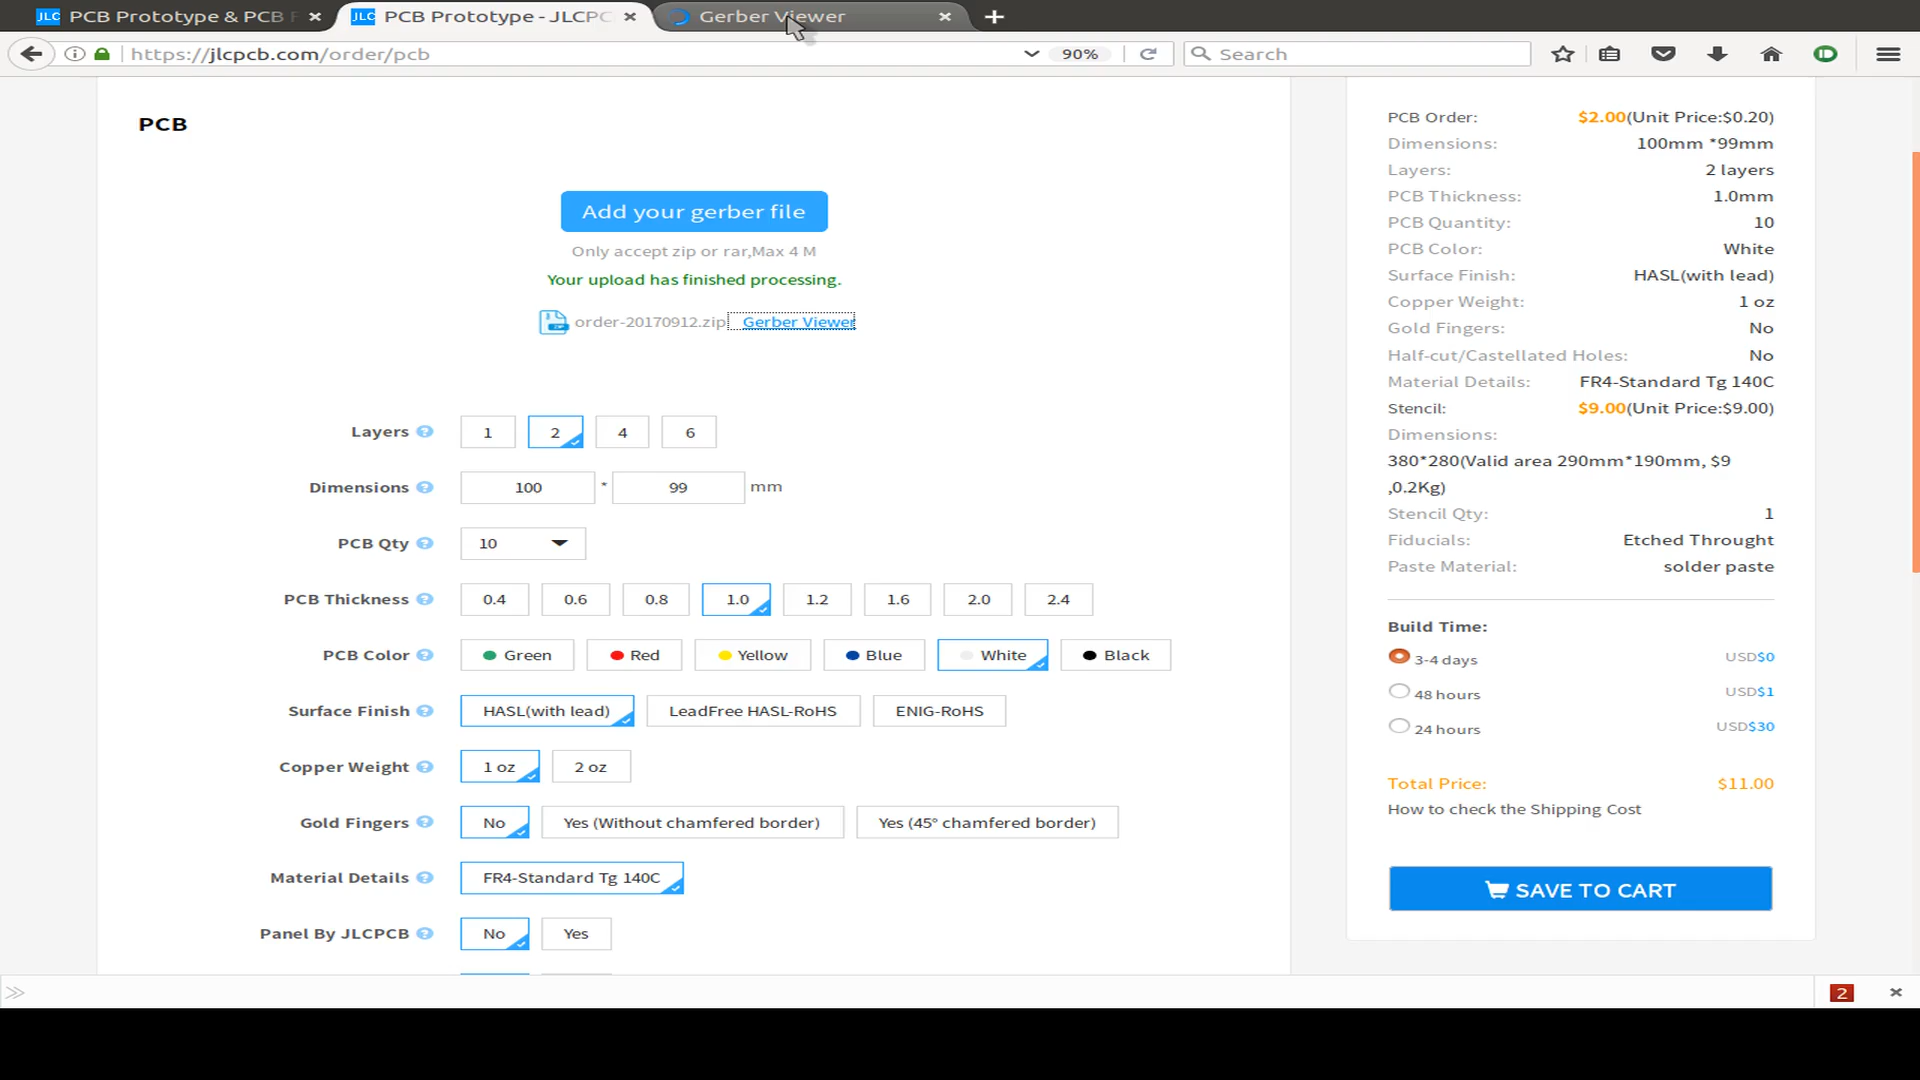 JLC PCB Prototype & PCB F
JLC PCB Prototype - JLCPC
Gerber Viewer
https://jlcpcb.com/order/pcb
90%
Search
PCB
Add your gerber file
Only accept zip or rar,Max 4 M
Your upload has finished processing.
order-20170912.zip Gerber Viewer
Layers 1 2 4 6
Dimensions 100 * 99 mm
PCB Qty 10
PCB Thickness 0.4 0.6 0.8 1.0 1.2 1.6 2.0 2.4
PCB Color Green Red Yellow Blue White Black
Surface Finish HASL(with lead) LeadFree HASL-RoHS ENIG-RoHS
Copper Weight 1 oz 2 oz
Gold Fingers No Yes (Without chamfered border) Yes (45° chamfered border)
Material Details FR4-Standard Tg 140C
Panel By JLCPCB No Yes
PCB Order: $2.00(Unit Price:$0.20)
Dimensions: 100mm *99mm
Layers: 2 layers
PCB Thickness: 1.0mm
PCB Quantity: 10
PCB Color: White
Surface Finish: HASL(with lead)
Copper Weight: 1 oz
Gold Fingers: No
Half-cut/Castellated Holes: No
Material Details: FR4-Standard Tg 140C
Stencil: $9.00(Unit Price:$9.00)
Dimensions:
380*280(Valid area 290mm*190mm, $9
,0.2Kg)
Stencil Qty: 1
Fiducials: Etched Throught
Paste Material: solder paste
Build Time:
3-4 days USD$0
48 hours USD$1
24 hours USD$30
Total Price: $11.00
How to check the Shipping Cost
SAVE TO CART
2